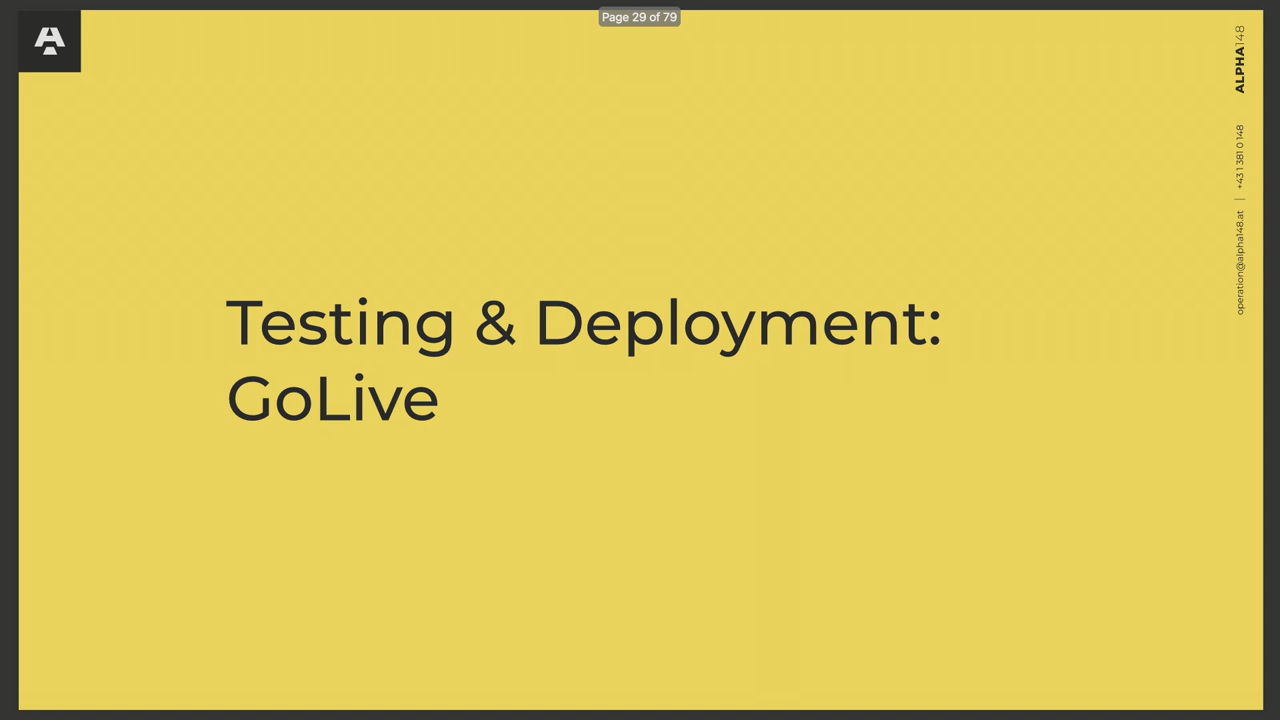 Page 29 of 79
Testing & Deployment:
GoLive
ALPHA148
+43 1 381 0 148
|
operation@alpha148.at